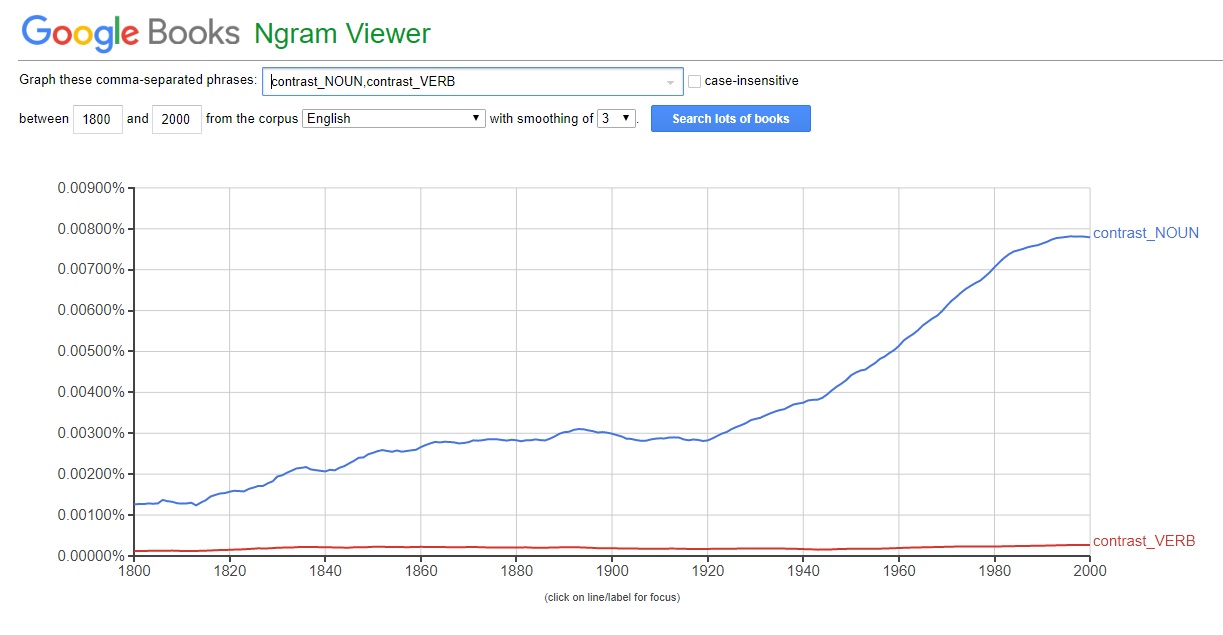 Google Books Ngram Viewer
Graph these comma-separated phrases: contrast_NOUN,contrast_VERB case-insensitive
between 1800 and 2000 from the corpus English with smoothing of 3 . Search lots of books
0.00900%
0.00800%
contrast_NOUN
0.00700%
0.00600%
0.00500%
0.00400%
0.00300%
0.00200%
0.00100%
contrast_VERB
0.00000%
1800 1820 1840 1860 1880 1900 1920 1940 1960 1980 2000
(click on line/label for focus)